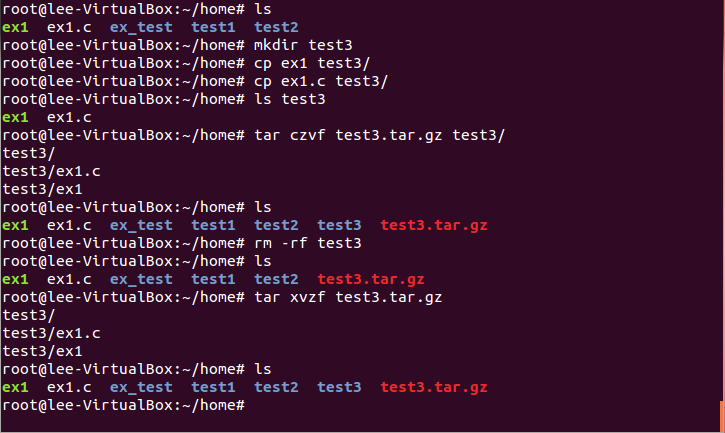 root@lee-VirtualBox:~/home# ls
ex1  ex1.c  ex_test  test1  test2
root@lee-VirtualBox:~/home# mkdir test3
root@lee-VirtualBox:~/home# cp ex1 test3/
root@lee-VirtualBox:~/home# cp ex1.c test3/
root@lee-VirtualBox:~/home# ls test3
ex1  ex1.c
root@lee-VirtualBox:~/home# tar czvf test3.tar.gz test3/
test3/
test3/ex1.c
test3/ex1
root@lee-VirtualBox:~/home# ls
ex1  ex1.c  ex_test  test1  test2  test3  test3.tar.gz
root@lee-VirtualBox:~/home# rm -rf test3
root@lee-VirtualBox:~/home# ls
ex1  ex1.c  ex_test  test1  test2  test3.tar.gz
root@lee-VirtualBox:~/home# tar xvzf test3.tar.gz
test3/
test3/ex1.c
test3/ex1
root@lee-VirtualBox:~/home# ls
ex1  ex1.c  ex_test  test1  test2  test3  test3.tar.gz
root@lee-VirtualBox:~/home#